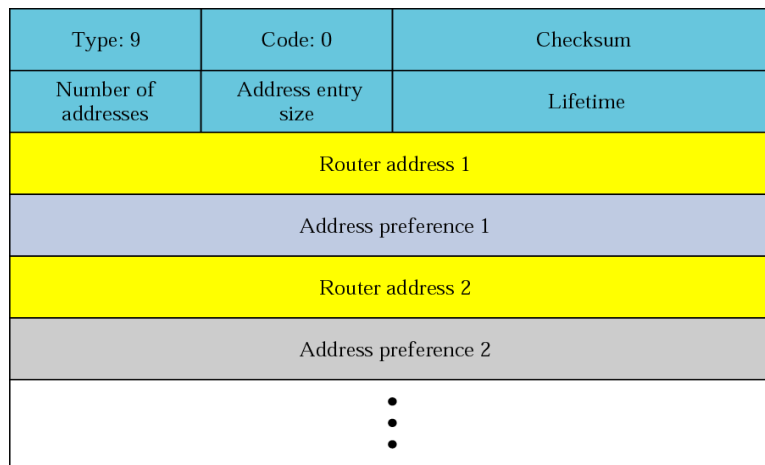 Type: 9
Code: 0
Checksum
Number of
addresses
Address entry
size
Lifetime
Router address 1
Address preference 1
Router address 2
Address preference 2